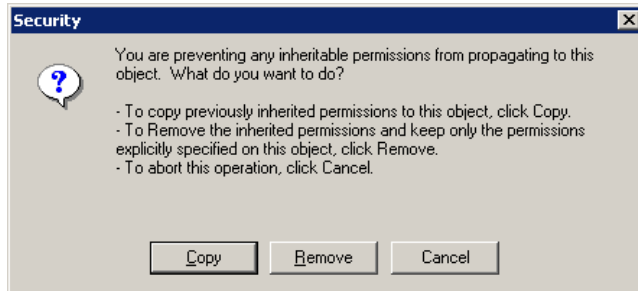 Security
You are preventing any inheritable permissions from propagating to this
object. What do you want to do?
- To copy previously inherited permissions to this object, click Copy.
- To Remove the inherited permissions and keep only the permissions
explicitly specified on this object, click Remove.
- To abort this operation, click Cancel.
Copy Remove Cancel